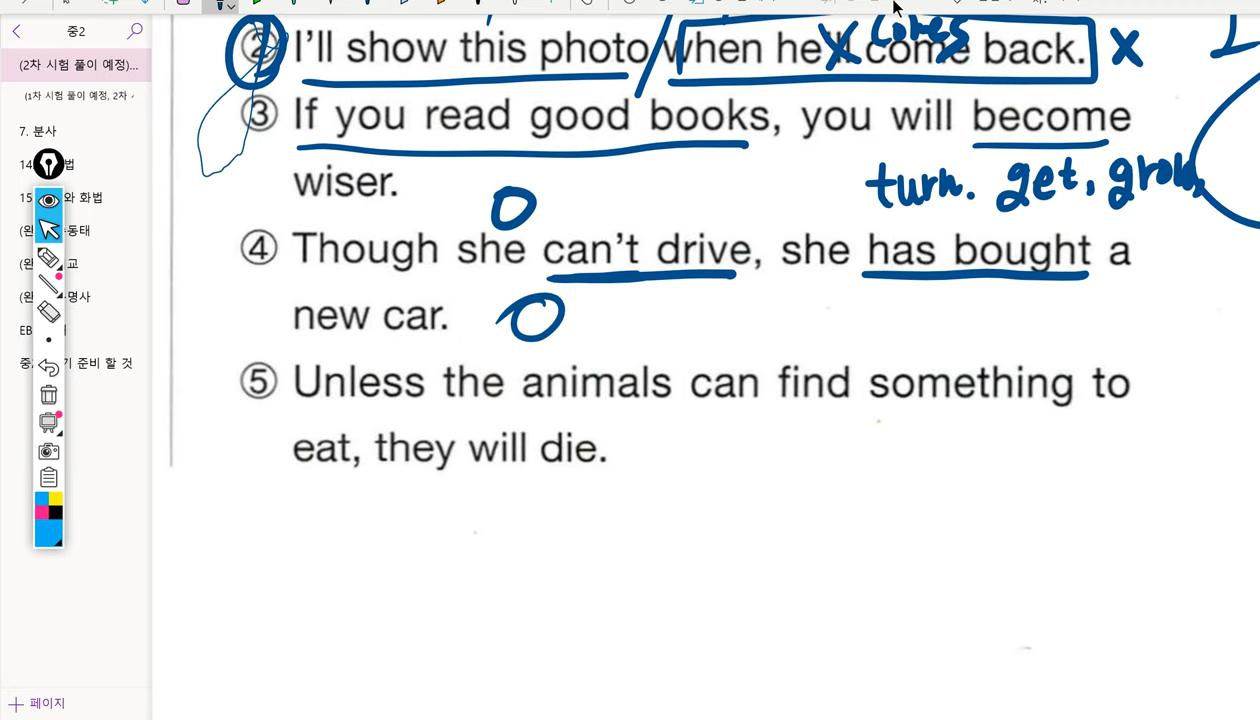 중2
(2차 시험 풀이 예정)...
(1차 시험 풀이 예정, 2차
7. 분사
14 법
15 와 화법
(완 동태
(완 교
(완 명사
EB
중 기 준비 할 것
페이지
comes
② I'll show this photo / when he'll come back. X
③ If you read good books, you will become
wiser.
turn. get, grow,
④ Though she can't drive, she has bought a
new car.
⑤ Unless the animals can find something to
eat, they will die.